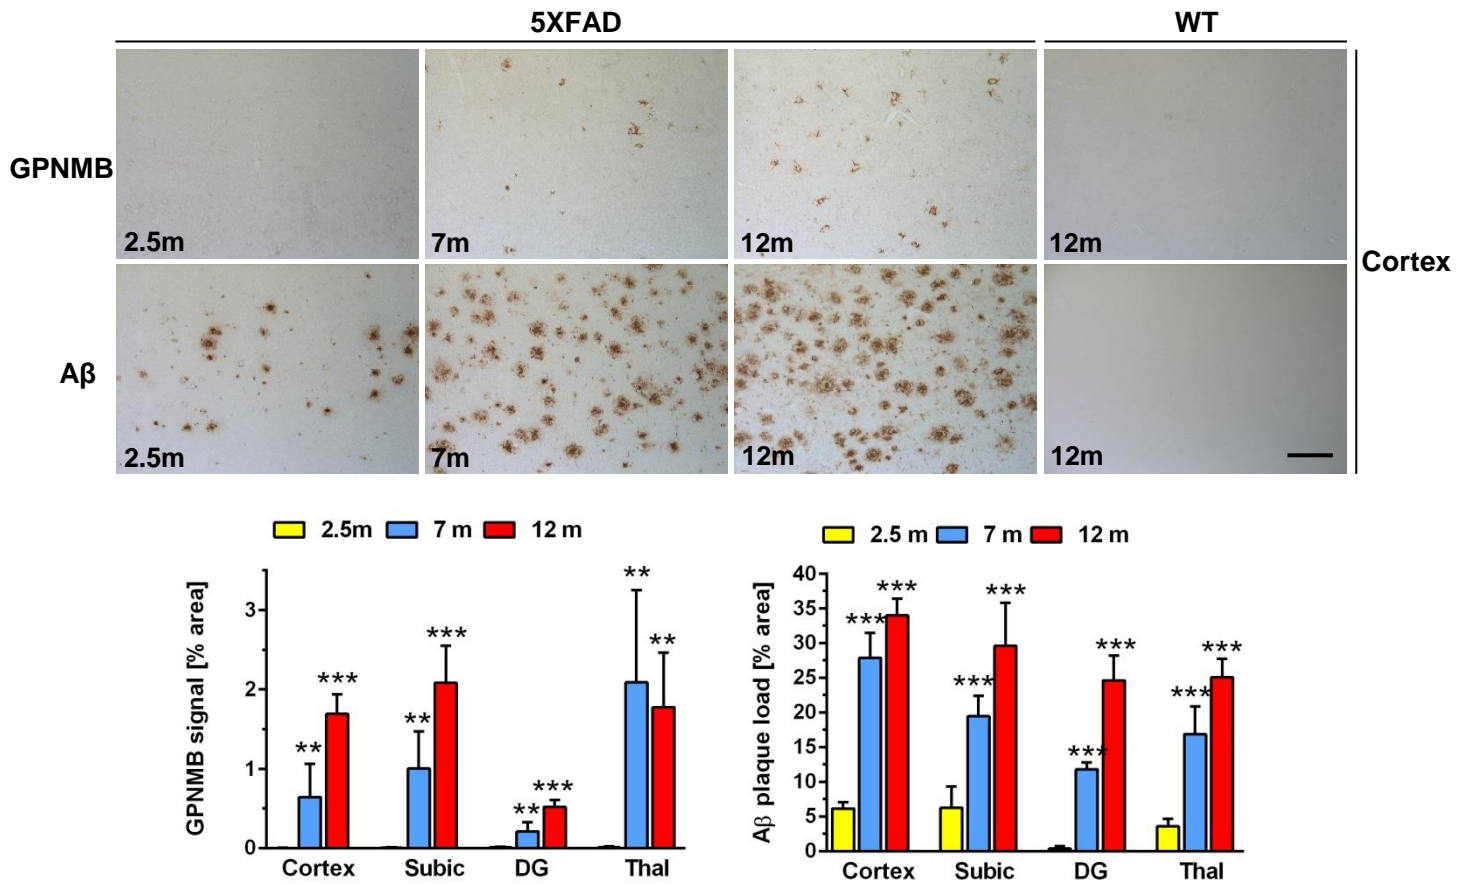 5XFAD WT
GPNMB
2.5m 7m 12m 12m
Cortex
Aβ
2.5m 7m 12m 12m
2.5m 7 m 12 m
GPNMB signal [% area]
3
2
1
0
** *** ** *** ** *** ** **
Cortex Subic DG Thal
2.5 m 7 m 12 m
Aβ plaque load [% area]
40
35
30
25
20
15
10
5
0
*** *** *** *** *** *** *** ***
Cortex Subic DG Thal